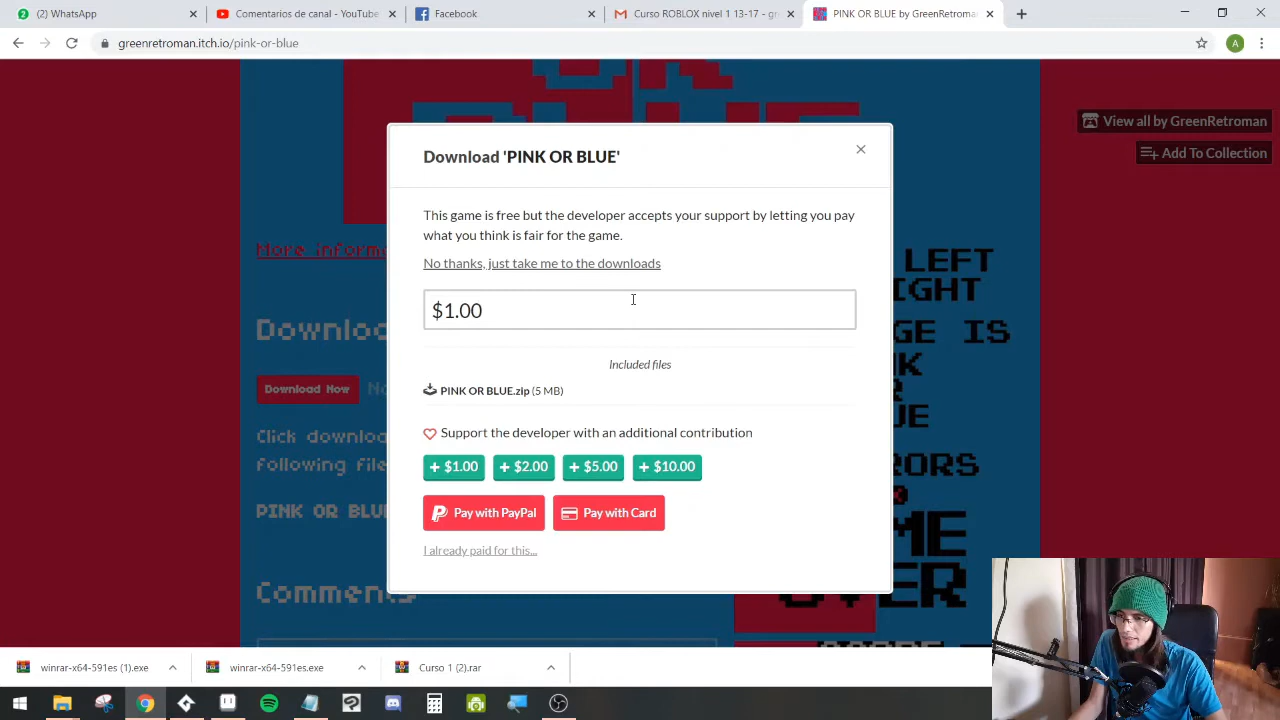 2
WhatsApp
Comentarios de canal - YouTube
Facebook
Curso ROBLOX nivel 1 13-17 - gr
PINK OR BLUE by GreenRetroman
greenretroman.itch.io/pink-or-blue
A
OR
View all by GreenRetroman
Add To Collection
Download 'PINK OR BLUE'
This game is free but the developer accepts your support by letting you pay
what you think is fair for the game.
No thanks, just take me to the downloads
$1.00
Included files
PINK OR BLUE.zip (5 MB)
Support the developer with an additional contribution
+ $1.00
+ $2.00
+ $5.00
+ $10.00
Pay with PayPal
Pay with Card
I already paid for this...
More inform
Downloa
Download Now
Click downloa
following file
PINK OR BLU
Comments
LEFT
IGHT
GE IS
GAME
OVER
winrar-x64-591es (1).exe
winrar-x64-591es.exe
Curso 1 (2).rar